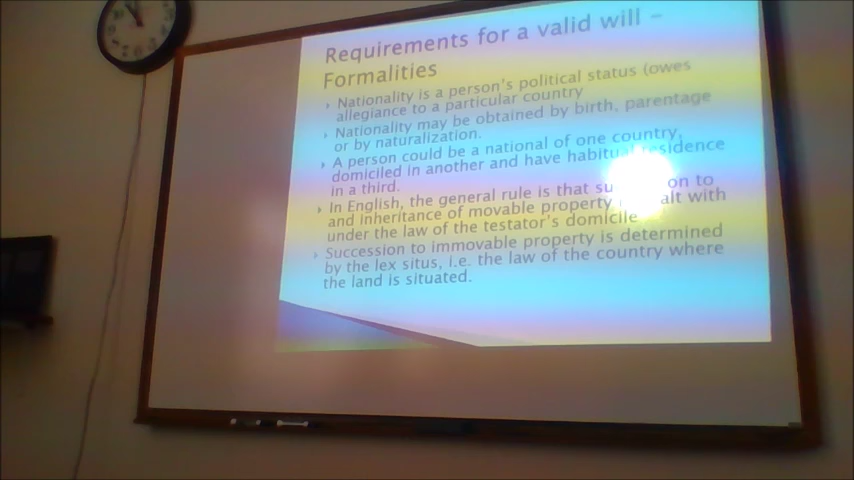 Requirements for a valid will –
Formalities
Nationality is a person's political status (owes
allegiance to a particular country
Nationality may be obtained by birth, parentage
or by naturalization.
A person could be a national of one country,
domiciled in another and have habitual residence
in a third.
In English, the general rule is that on to
and inheritance of movable property with
under the law of the testator's domicile
Succession to immovable property is determined
by the lex situs, i.e. the law of the country where
the land is situated.